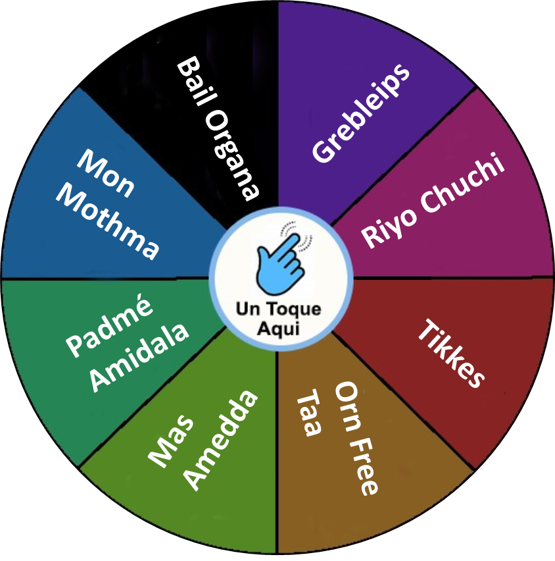 Bail Organa
Grebleips
Riyo Chuchi
Tikkes
Orn Free
Taa
Mas
Amedda
Padmé
Amidala
Mon
Mothma
Un Toque
Aqui